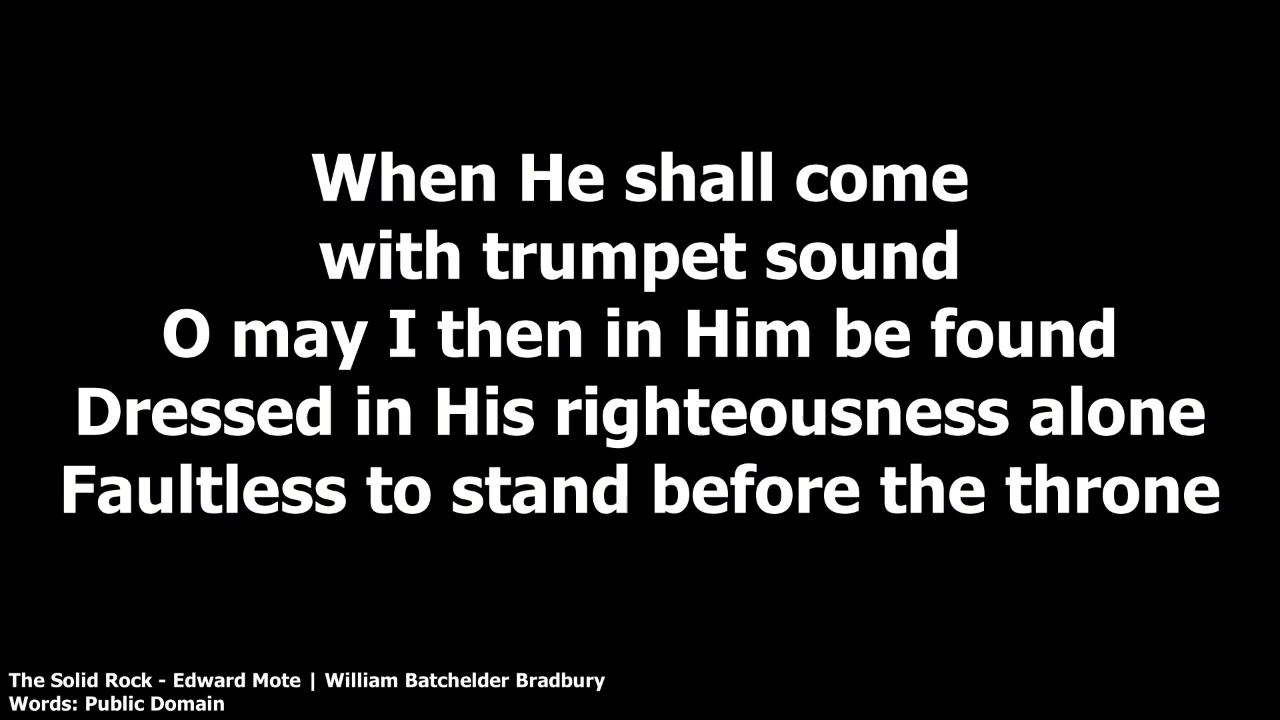 When He shall come
with trumpet sound
O may I then in Him be found
Dressed in His righteousness alone
Faultless to stand before the throne
The Solid Rock - Edward Mote | William Batchelder Bradbury
Words: Public Domain